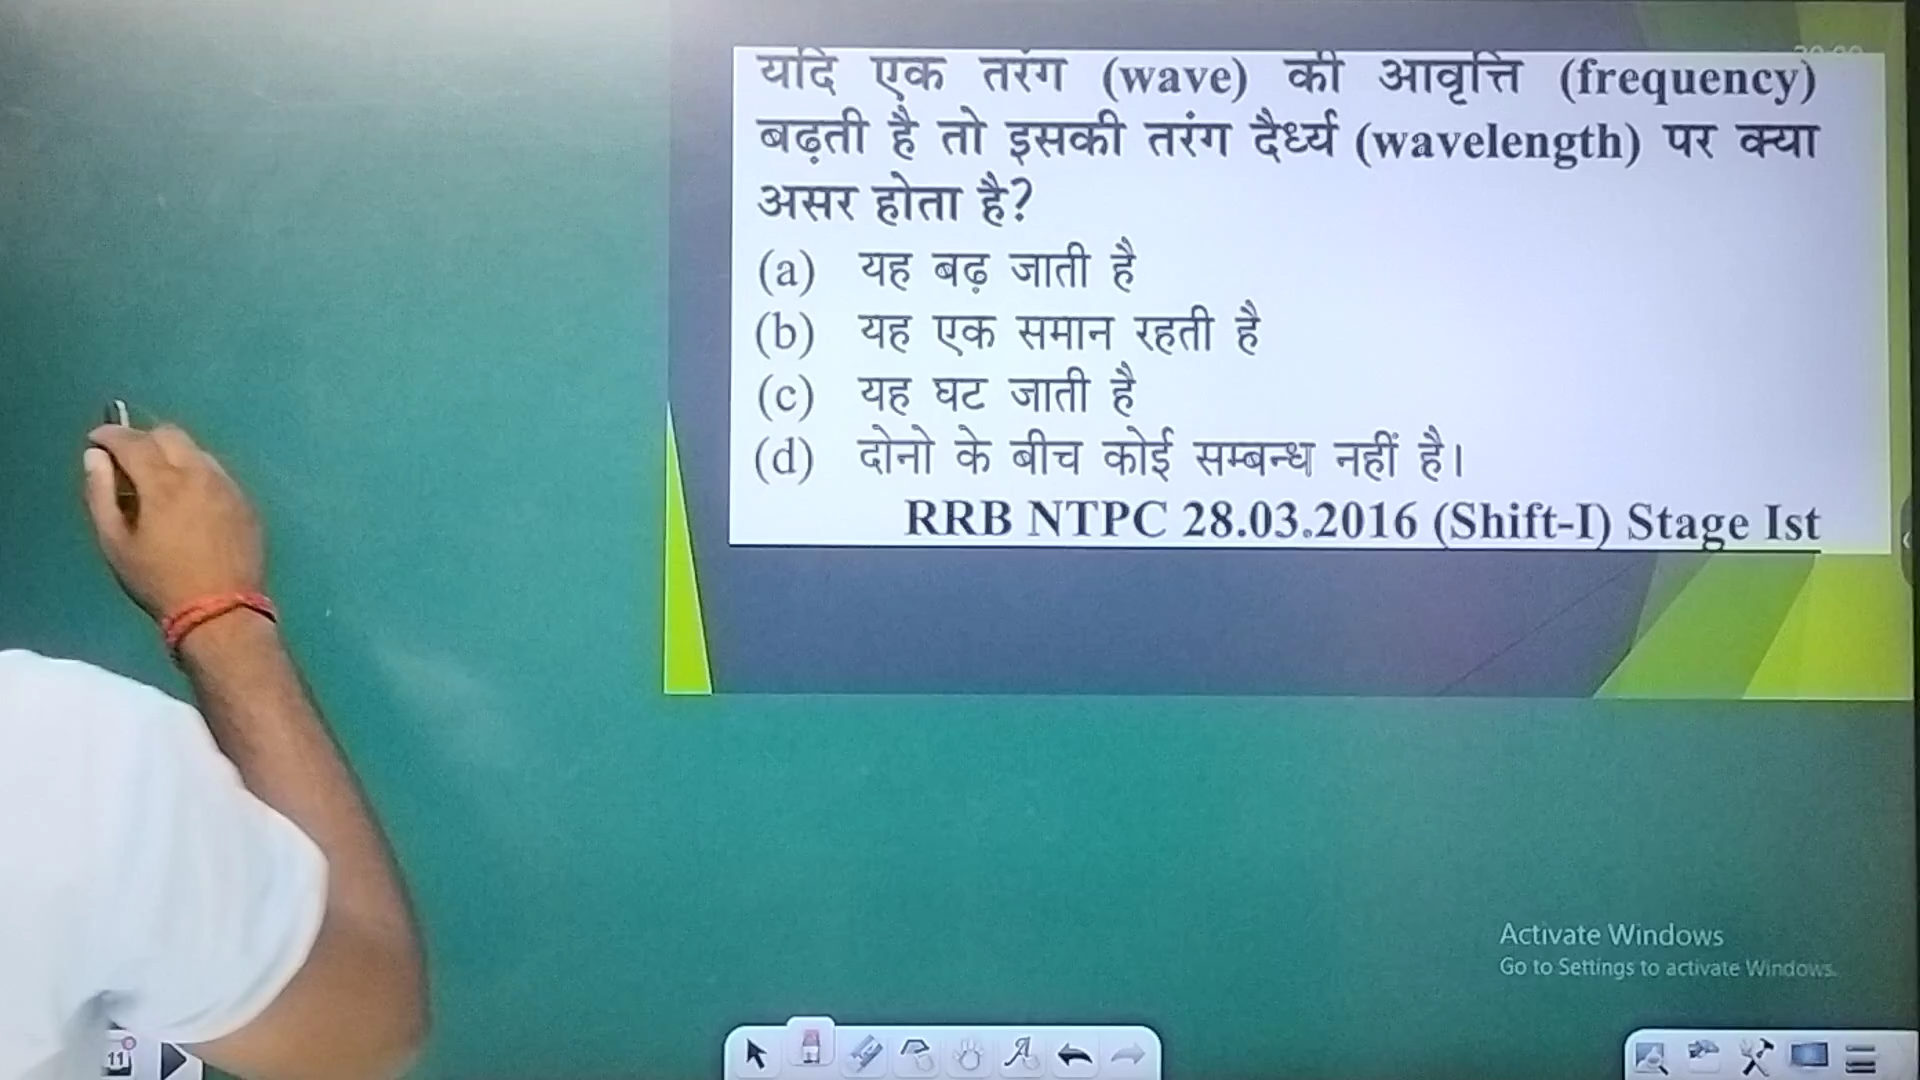 यदि एक तरंग (wave) की आवृत्ति (frequency)
बढ़ती है तो इसकी तरंग दैर्ध्य (wavelength) पर क्या
असर होता है?
(a) यह बढ़ जाती है
(b) यह एक समान रहती है
(c) यह घट जाती है
(d) दोनो के बीच कोई सम्बन्ध नहीं है।
RRB NTPC 28.03.2016 (Shift-I) Stage Ist
Activate Windows
Go to Settings to activate Windows.
11